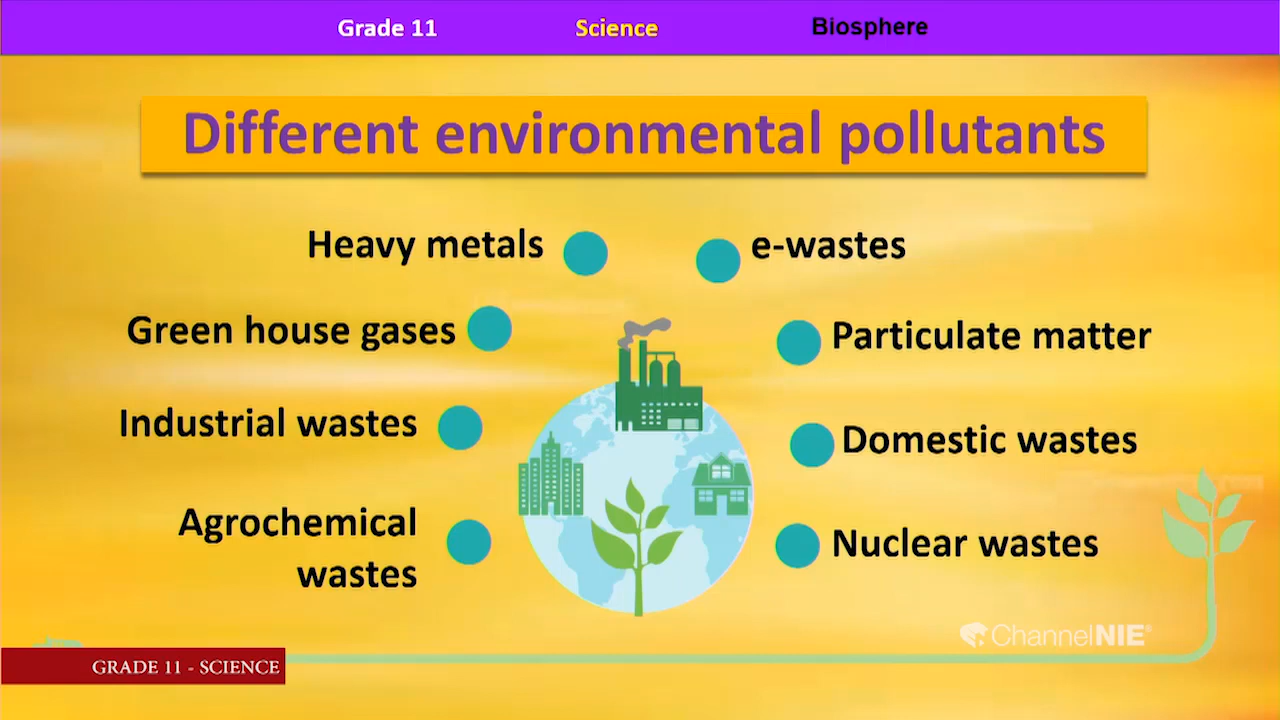 Grade 11 Science Biosphere
Different environmental pollutants
Heavy metals
e-wastes
Green house gases
Particulate matter
Industrial wastes
Domestic wastes
Agrochemical
wastes
Nuclear wastes
ChannelNIE®
GRADE 11 - SCIENCE